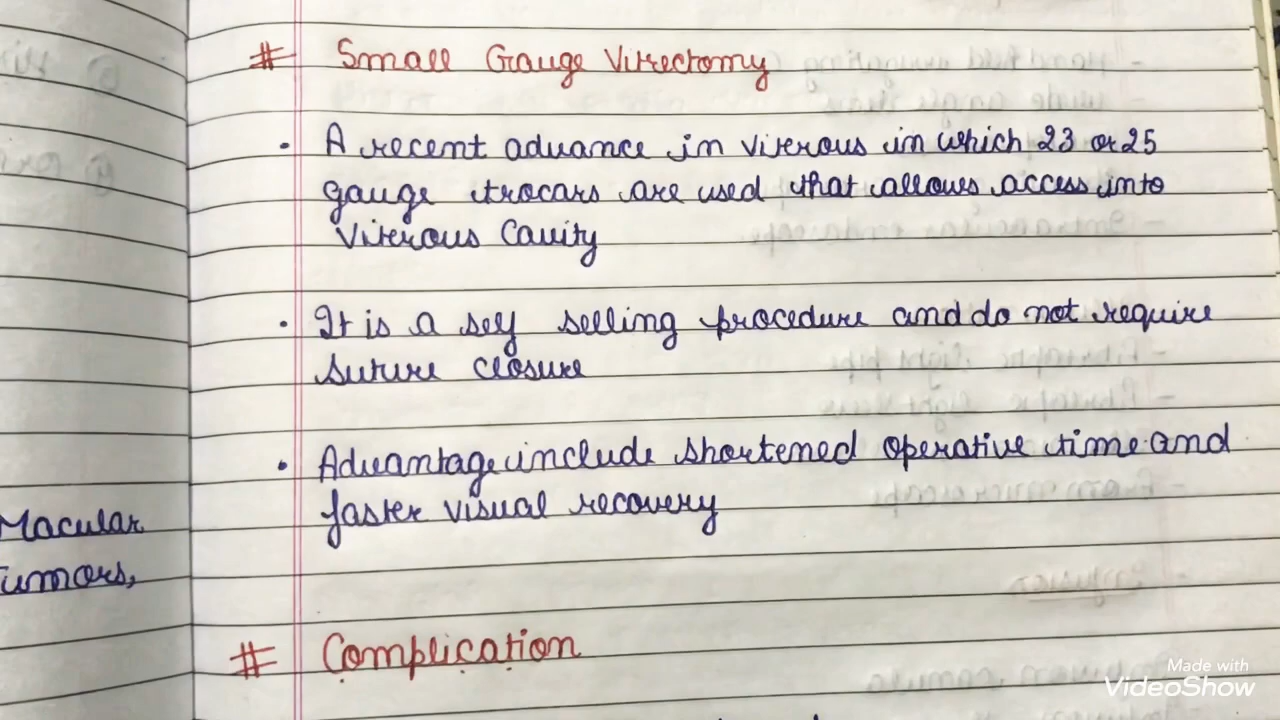 # Small Gauge Vitrectomy
• A recent advance in viterous in which 23 or 25
gauge trocars are used that allows access into
Viterous Cavity
• It is a self selling procedure and do not require
suture closure
• Advantage include shortened operative time and
faster visual recovery
Macular
Tumors,
# Complication
Made with
VideoShow